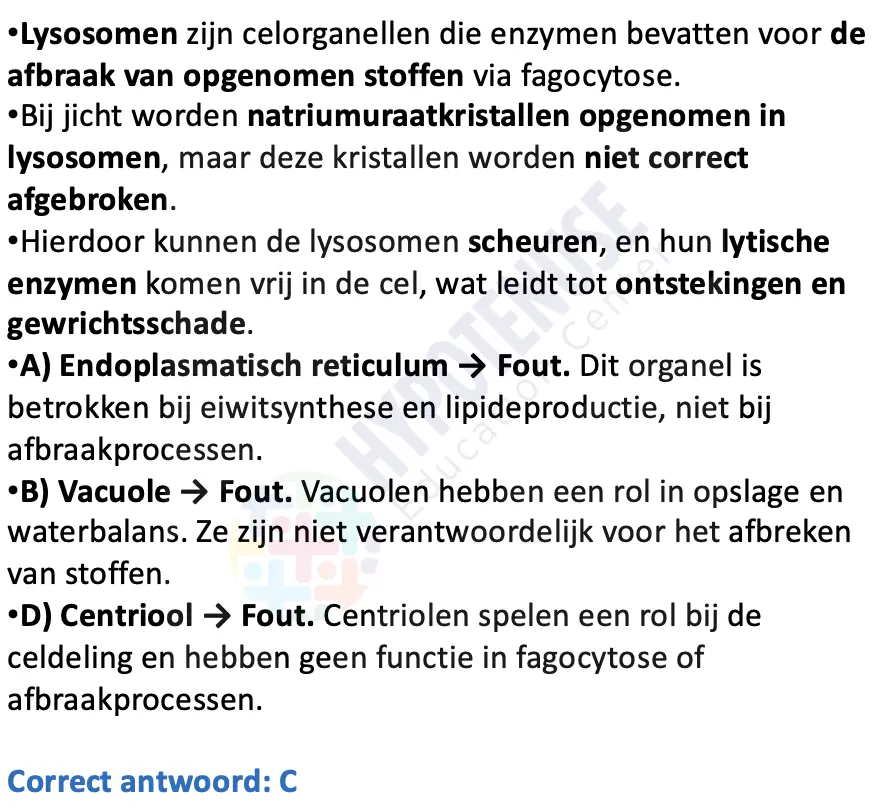 •Lysosomen zijn celorganellen die enzymen bevatten voor de
afbraak van opgenomen stoffen via fagocytose.
•Bij jicht worden natriumuraatkristallen opgenomen in
lysosomen, maar deze kristallen worden niet correct
afgebroken.
•Hierdoor kunnen de lysosomen scheuren, en hun lytische
enzymen komen vrij in de cel, wat leidt tot ontstekingen en
gewrichtsschade.
•A) Endoplasmatisch reticulum → Fout. Dit organel is
betrokken bij eiwitsynthese en lipideproductie, niet bij
afbraakprocessen.
•B) Vacuole → Fout. Vacuolen hebben een rol in opslage en
waterbalans. Ze zijn niet verantwoordelijk voor het afbreken
van stoffen.
•D) Centriool → Fout. Centriolen spelen een rol bij de
celdeling en hebben geen functie in fagocytose of
afbraakprocessen.
Correct antwoord: C
HYPOTENUSE
Education Center